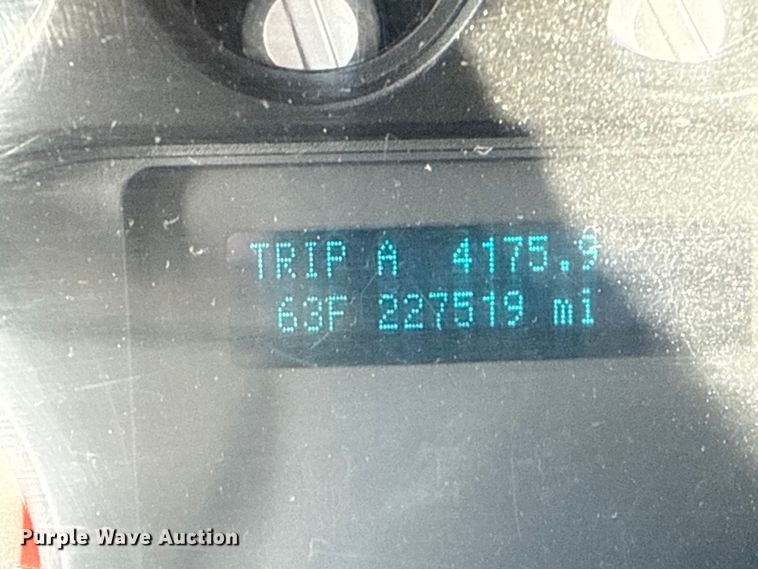 TRIP A 4175.9
63F 227519 mi
Purple Wave Auction